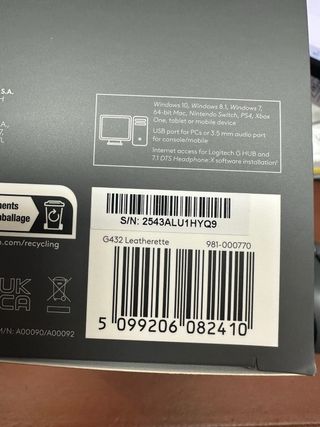 S.A.
Windows 10, Windows 8.1, Windows 7,
64-bit Mac, Nintendo Switch, PS4, Xbox
One, tablet or mobile device
USB port for PCs or 3.5 mm audio port
for console/mobile
Internet access for Logitech G HUB and
7.1 DTS Headphone:X software installation
ments
mballage
n.com/recycling
UK
CA
M/N: A00090/A00092
S/N: 2543ALU1HYQ9
G432 Leatherette 981-000770
5 099206 082410